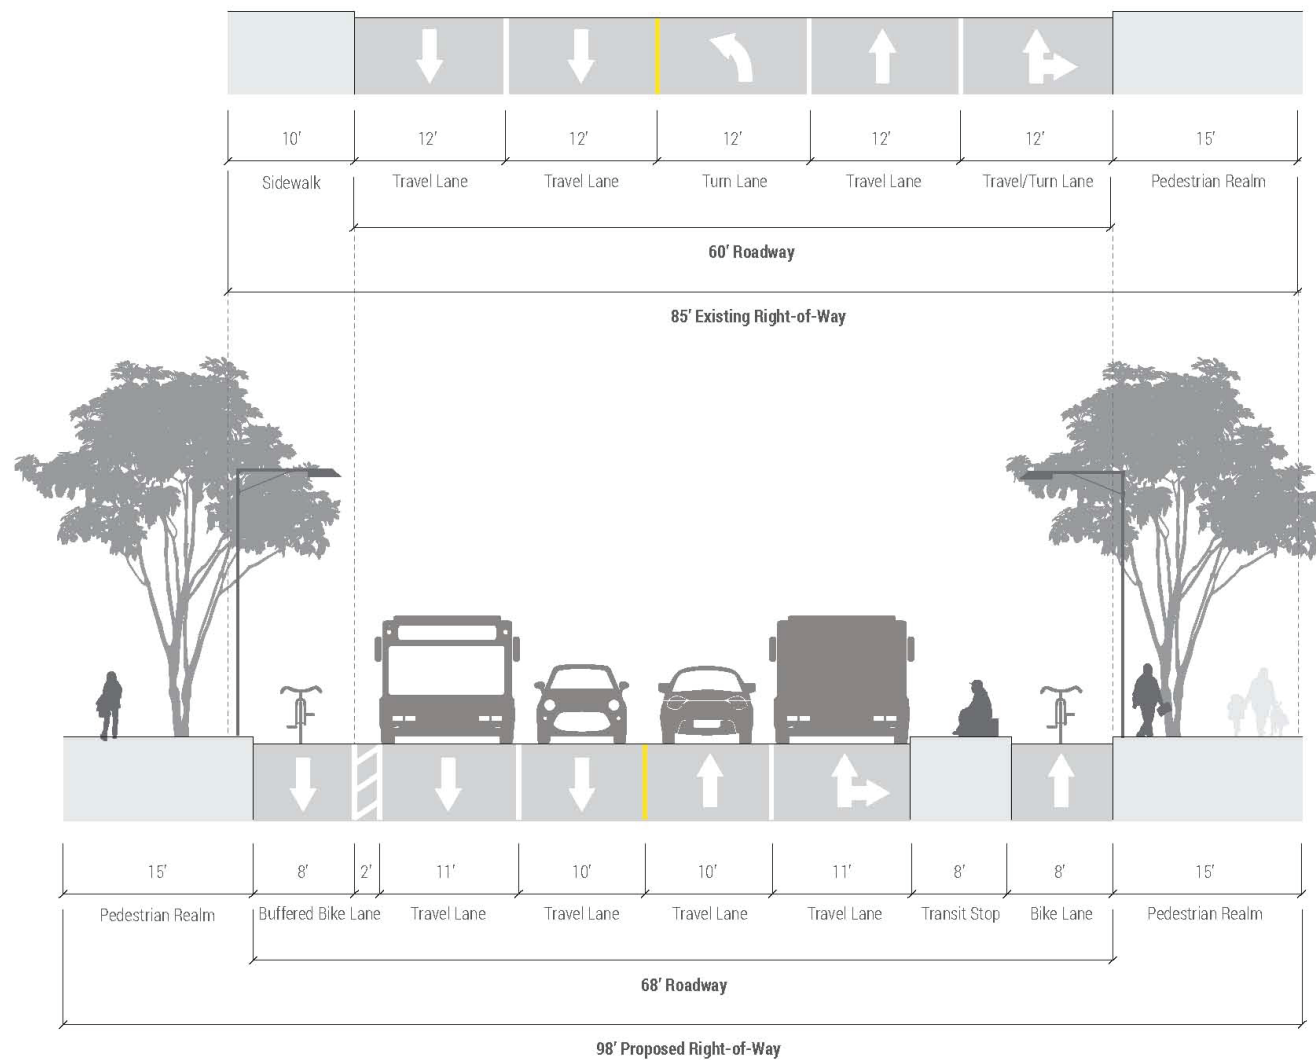 10′ 12′ 12′ 12′ 12′ 12′ 15′
Sidewalk Travel Lane Travel Lane Turn Lane Travel Lane Travel/Turn Lane Pedestrian Realm
60′ Roadway
85′ Existing Right-of-Way
15′ 8′ 2′ 11′ 10′ 10′ 11′ 8′ 8′ 15′
Pedestrian Realm Buffered Bike Lane Travel Lane Travel Lane Travel Lane Travel Lane Transit Stop Bike Lane Pedestrian Realm
68′ Roadway
98′ Proposed Right-of-Way